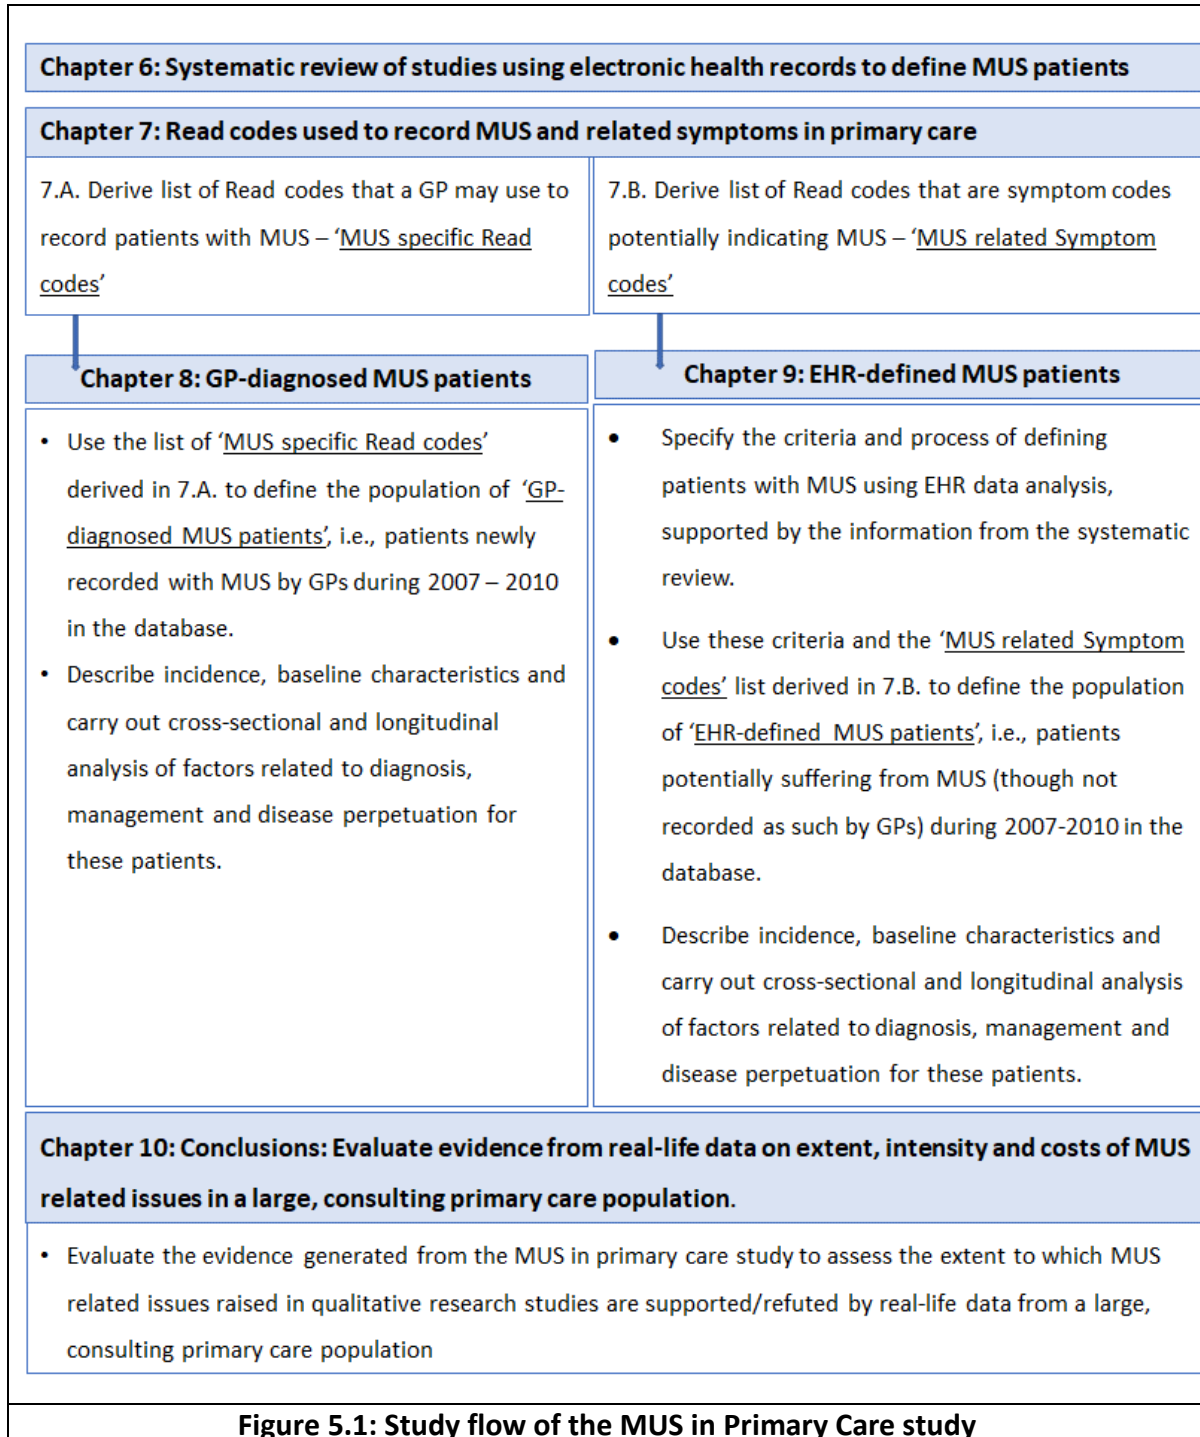 Chapter 6: Systematic review of studies using electronic health records to define MUS patients
Chapter 7: Read codes used to record MUS and related symptoms in primary care
7.A. Derive list of Read codes that a GP may use to
record patients with MUS – ‘MUS specific Read
codes’
7.B. Derive list of Read codes that are symptom codes
potentially indicating MUS – ‘MUS related Symptom
codes’
Chapter 8: GP-diagnosed MUS patients
• Use the list of ‘MUS specific Read codes’
derived in 7.A. to define the population of ‘GP-
diagnosed MUS patients’, i.e., patients newly
recorded with MUS by GPs during 2007 – 2010
in the database.
• Describe incidence, baseline characteristics and
carry out cross-sectional and longitudinal
analysis of factors related to diagnosis,
management and disease perpetuation for
these patients.
Chapter 9: EHR-defined MUS patients
• Specify the criteria and process of defining
patients with MUS using EHR data analysis,
supported by the information from the systematic
review.
• Use these criteria and the ‘MUS related Symptom
codes’ list derived in 7.B. to define the population
of ‘EHR-defined MUS patients’, i.e., patients
potentially suffering from MUS (though not
recorded as such by GPs) during 2007-2010 in the
database.
• Describe incidence, baseline characteristics and
carry out cross-sectional and longitudinal analysis
of factors related to diagnosis, management and
disease perpetuation for these patients.
Chapter 10: Conclusions: Evaluate evidence from real-life data on extent, intensity and costs of MUS
related issues in a large, consulting primary care population.
• Evaluate the evidence generated from the MUS in primary care study to assess the extent to which MUS
related issues raised in qualitative research studies are supported/refuted by real-life data from a large,
consulting primary care population
Figure 5.1: Study flow of the MUS in Primary Care study